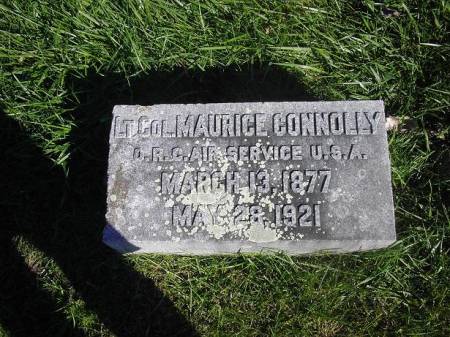 LT. COL. MAURICE CONNOLLY
O.R.C. AIR SERVICE U.S.A.
MARCH 13, 1877
MAY 28, 1921